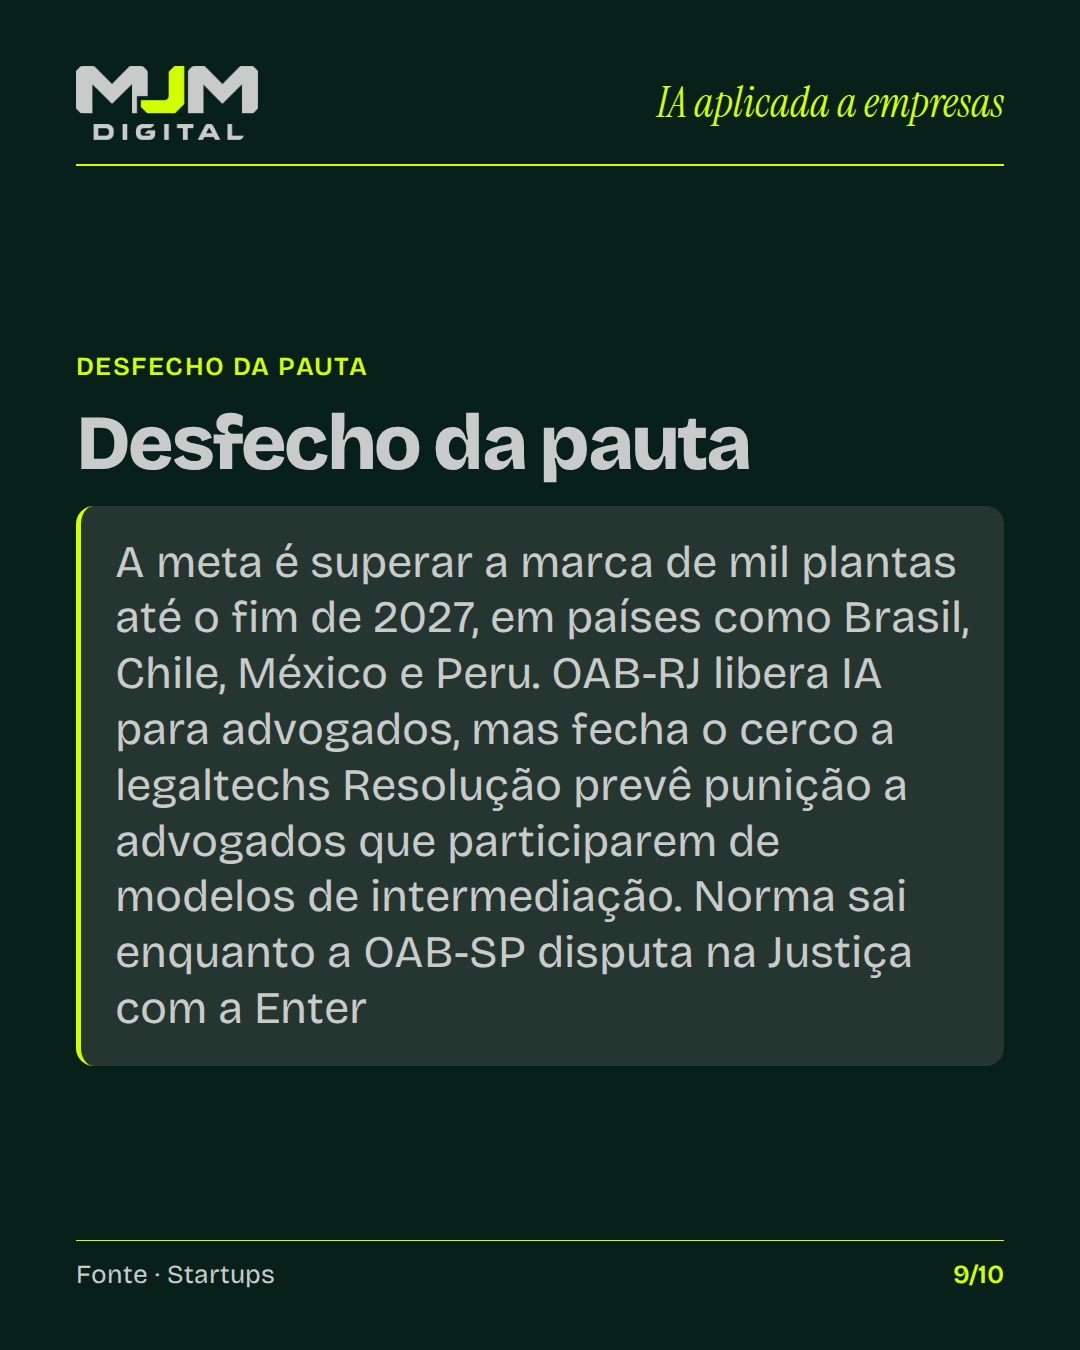 MJM
DIGITAL
IA aplicada a empresas
DESFECHO DA PAUTA
Desfecho da pauta
A meta é superar a marca de mil plantas
até o fim de 2027, em países como Brasil,
Chile, México e Peru. OAB-RJ libera IA
para advogados, mas fecha o cerco a
legaltechs Resolução prevê punição a
advogados que participarem de
modelos de intermediação. Norma sai
enquanto a OAB-SP disputa na Justiça
com a Enter
Fonte · Startups
9/10